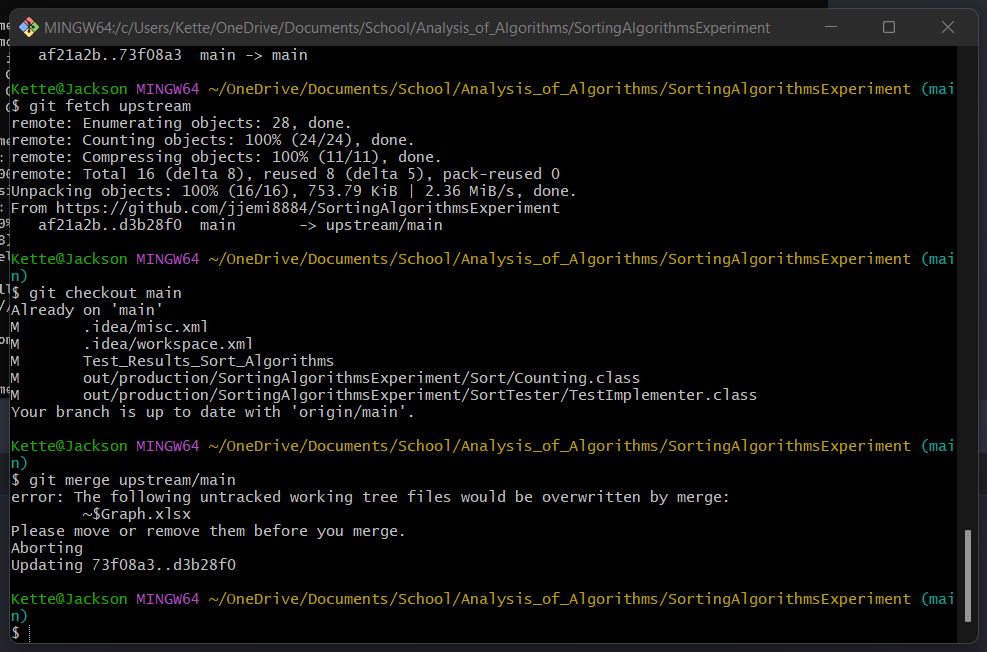 MINGW64:/c/Users/Kette/OneDrive/Documents/School/Analysis_of_Algorithms/SortingAlgorithmsExperiment
af21a2b..73f08a3  main -> main
Kette@Jackson MINGW64 ~/OneDrive/Documents/School/Analysis_of_Algorithms/SortingAlgorithmsExperiment (mai
$ git fetch upstream
remote: Enumerating objects: 28, done.
remote: Counting objects: 100% (24/24), done.
remote: Compressing objects: 100% (11/11), done.
remote: Total 16 (delta 8), reused 8 (delta 5), pack-reused 0
Unpacking objects: 100% (16/16), 753.79 KiB | 2.36 MiB/s, done.
From https://github.com/jjemi8884/SortingAlgorithmsExperiment
   af21a2b..d3b28f0  main       -> upstream/main
Kette@Jackson MINGW64 ~/OneDrive/Documents/School/Analysis_of_Algorithms/SortingAlgorithmsExperiment (mai
n)
$ git checkout main
Already on 'main'
M       .idea/misc.xml
M       .idea/workspace.xml
M       Test_Results_Sort_Algorithms
M       out/production/SortingAlgorithmsExperiment/Sort/Counting.class
M       out/production/SortingAlgorithmsExperiment/SortTester/TestImplementer.class
Your branch is up to date with 'origin/main'.
Kette@Jackson MINGW64 ~/OneDrive/Documents/School/Analysis_of_Algorithms/SortingAlgorithmsExperiment (mai
n)
$ git merge upstream/main
error: The following untracked working tree files would be overwritten by merge:
        ~$Graph.xlsx
Please move or remove them before you merge.
Aborting
Updating 73f08a3..d3b28f0
Kette@Jackson MINGW64 ~/OneDrive/Documents/School/Analysis_of_Algorithms/SortingAlgorithmsExperiment (mai
n)
$